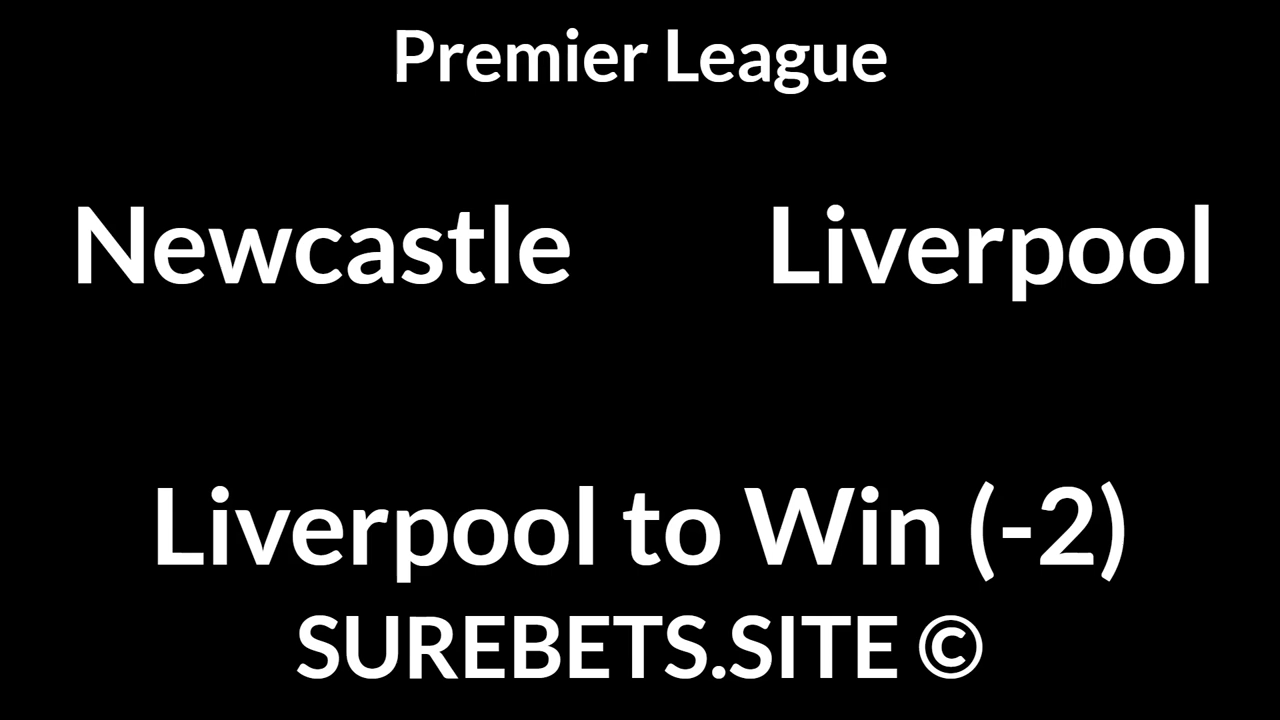 Premier League
Newcastle Liverpool
Liverpool to Win (-2)
SUREBETS.SITE ©